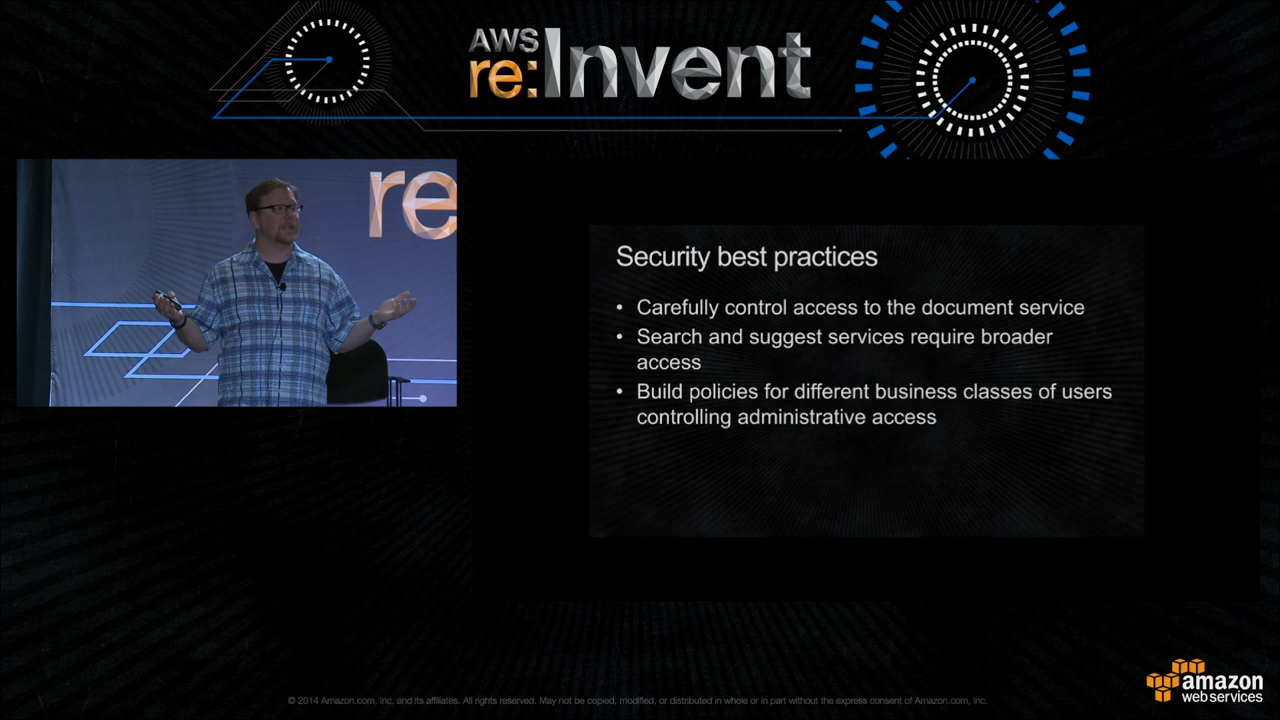 AWS
re:Invent
re
Security best practices
• Carefully control access to the document service
• Search and suggest services require broader
access
• Build policies for different business classes of users
controlling administrative access
© 2014 Amazon.com, Inc. and its affiliates. All rights reserved. May not be copied, modified, or distributed in whole or in part without the express consent of Amazon.com, Inc.
amazon
web services